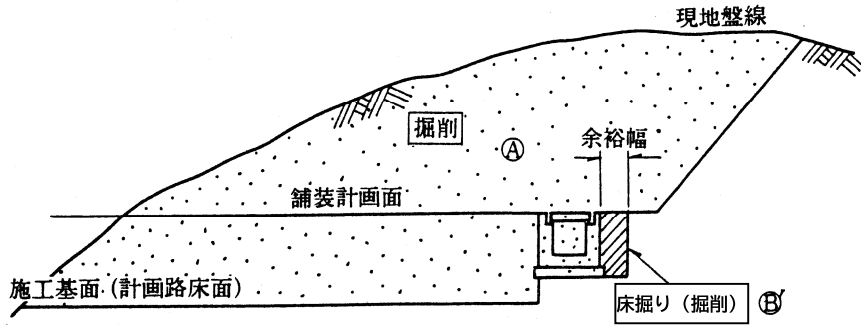 現地盤線
掘削
Ⓐ
余裕幅
舗装計画面
施工基面(計画路床面)
床掘り(掘削)
Ⓑ′